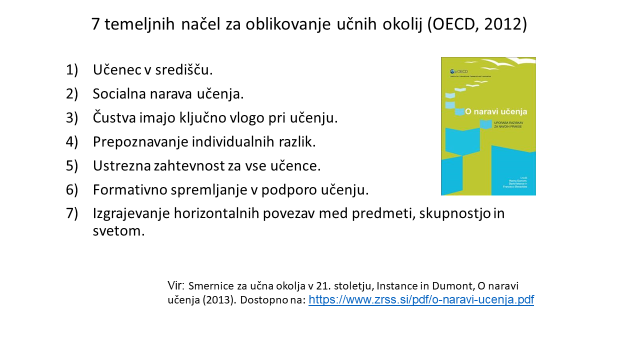 7 temeljnih načel za oblikovanje učnih okolij (OECD, 2012)
1) Učenec v središču.
2) Socialna narava učenja.
3) Čustva imajo ključno vlogo pri učenju.
4) Prepoznavanje individualnih razlik.
5) Ustrezna zahtevnost za vse učence.
6) Formativno spremljanje v podporo učenju.
7) Izgrajevanje horizontalnih povezav med predmeti, skupnostjo in
svetom.
OECD
O naravi učenja
Vir: Smernice za učna okolja v 21. stoletju, Instance in Dumont, O naravi
učenja (2013). Dostopno na: https://www.zrss.si/pdf/o-naravi-ucenja.pdf